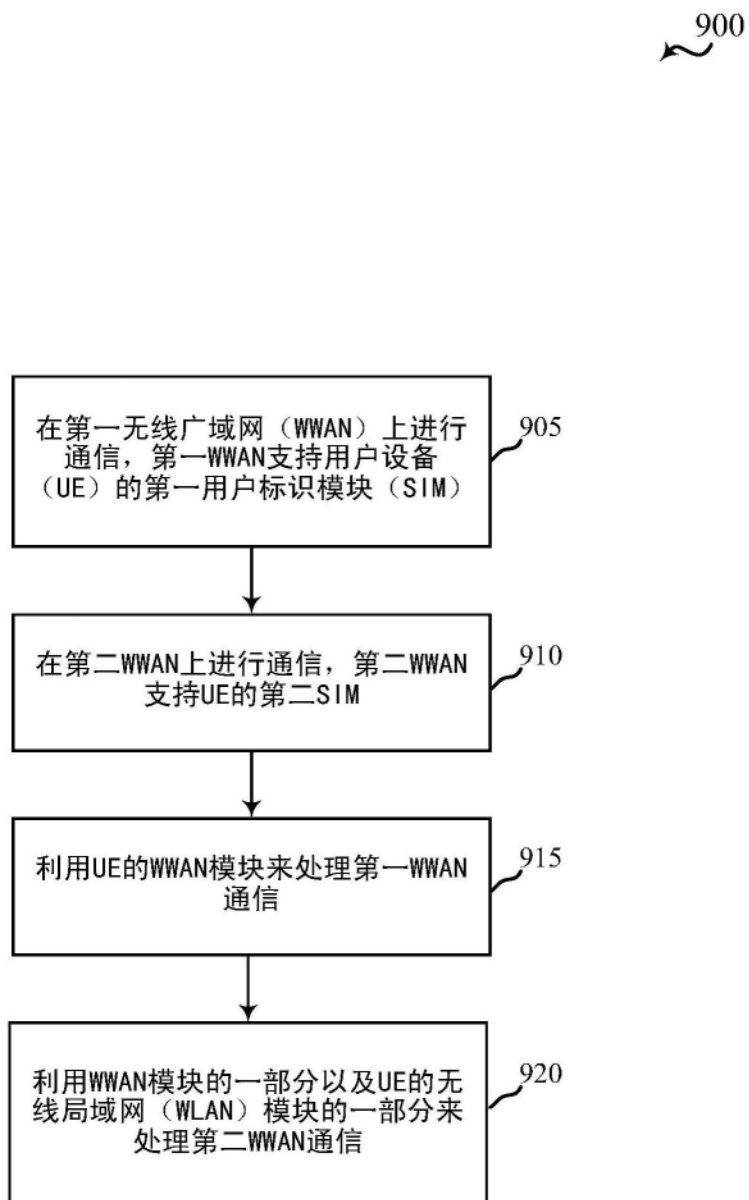 900
在第一无线广域网（WWAN）上进行
通信，第一WWAN支持用户设备
（UE）的第一用户标识模块（SIM）
905
在第二WWAN上进行通信，第二WWAN
支持UE的第二SIM
910
利用UE的WWAN模块来处理第一WWAN
通信
915
利用WWAN模块的一部分以及UE的无
线局域网（WLAN）模块的一部分来
处理第二WWAN通信
920